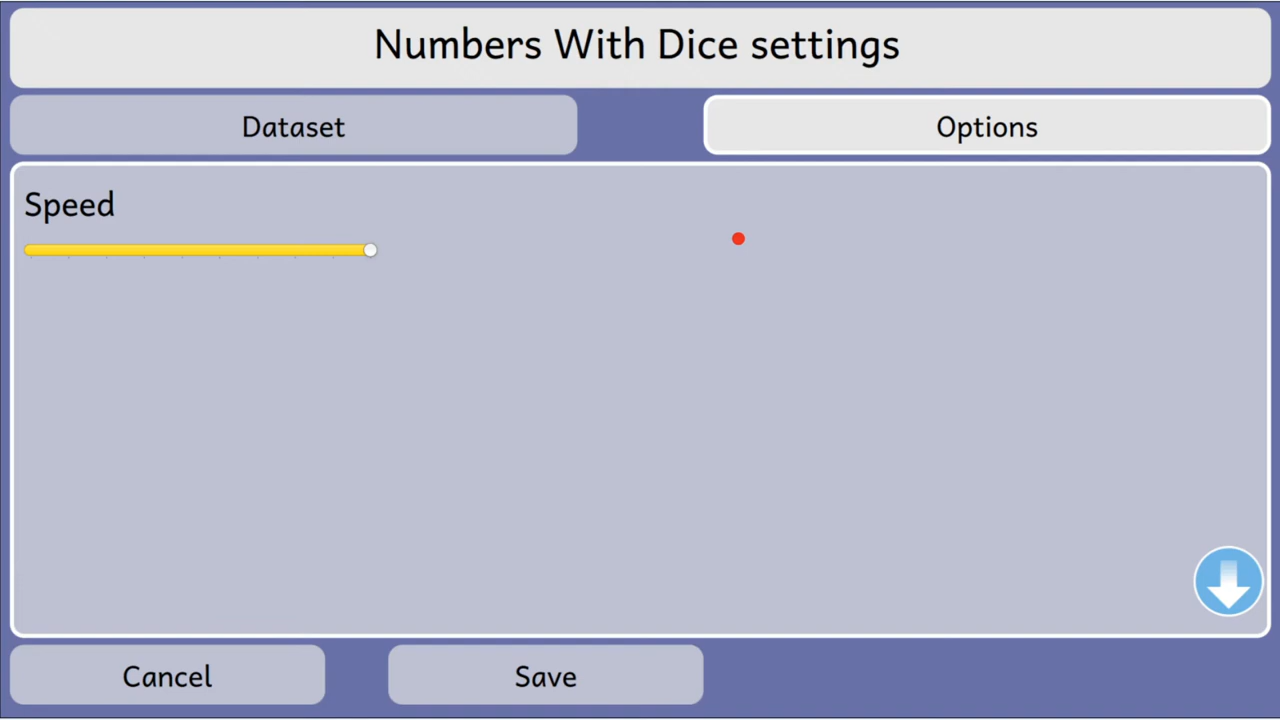 Numbers With Dice settings
Dataset
Options
Speed
Cancel
Save